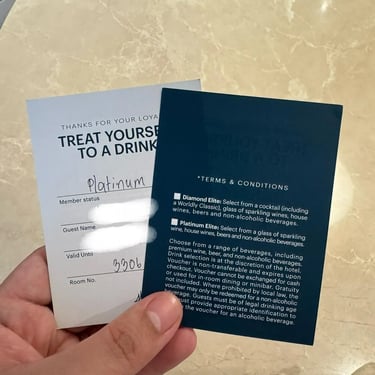 THANKS FOR YOUR LOYA
TREAT YOURSE
TO A DRINK
Platinum
Member status
Guest Name
Valid Until
3306
Room No.
*TERMS & CONDITIONS
Diamond Elite: Select from a cocktail (including
a Worldly Classic), glass of sparkling wines, house
wines, beers and non-alcoholic beverages.
Platinum Elite: Select from a glass of sparkling
wine, house wines, beers and non-alcoholic beverages.
Choose from a range of beverages, including
premium wine, beer, and non-alcoholic beverages.
Drink selection is at the discretion of the hotel.
Voucher is non-transferable and expires upon
checkout. Voucher cannot be exchanged for cash
or used for in-room dining or minibar. Gratuity
not included. Where prohibited by local law, the
voucher may only be redeemed for a non-alcoholic
beverage. Guests must be of legal drinking age
must provide appropriate identification to
the voucher for an alcoholic beverage.